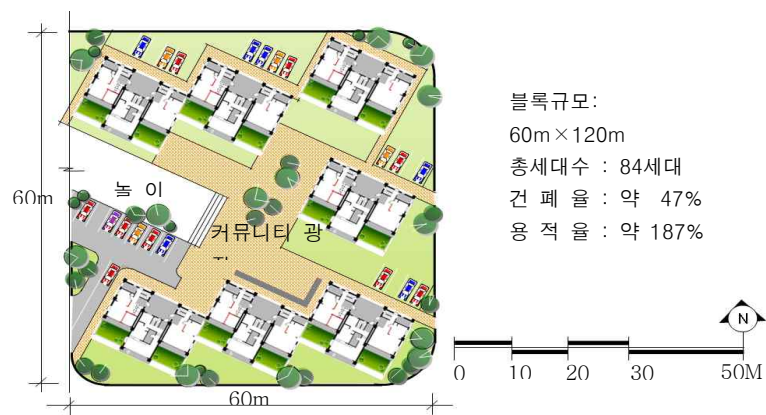 60m
놀 이
커뮤니티 광
60m
블록규모:
60m×120m
총세대수 : 84세대
건 폐 율 : 약 47%
용 적 율 : 약 187%
N
0 10 20 30 50M